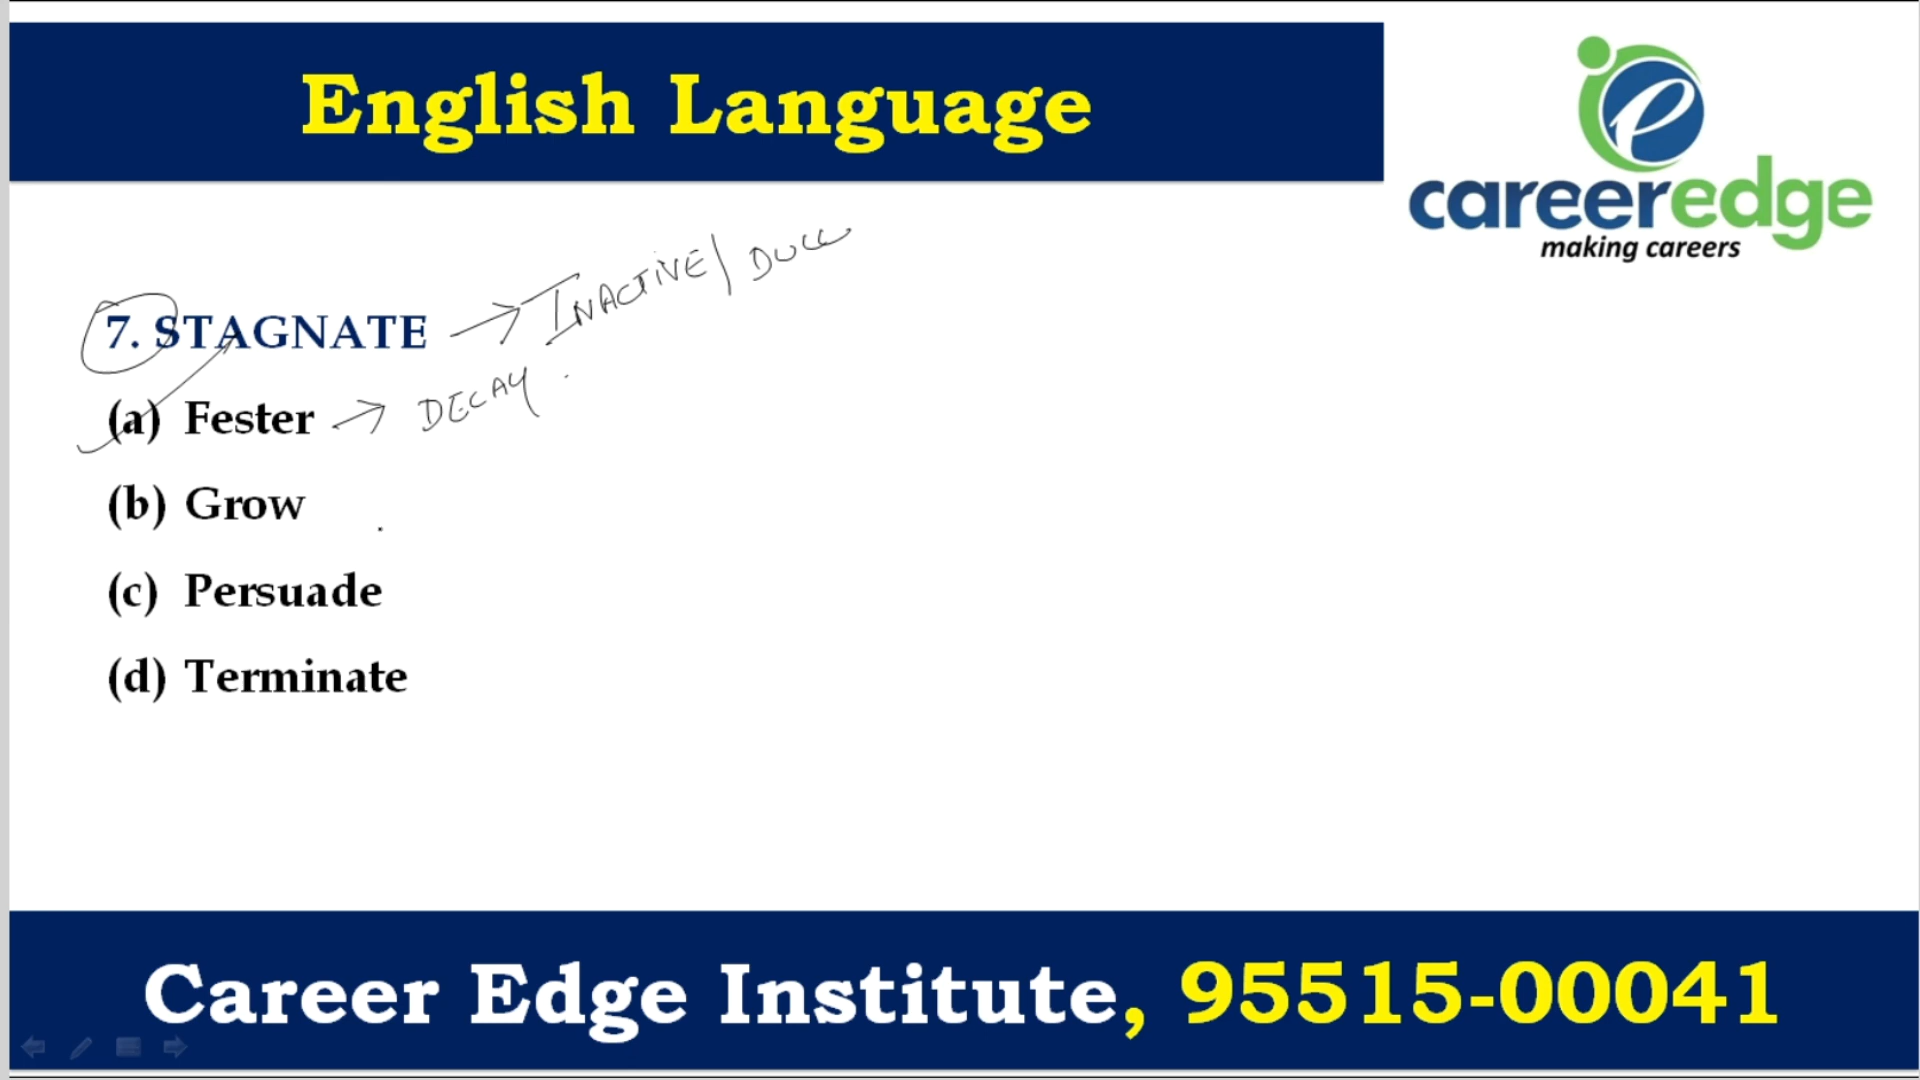 English Language
careeredge
making careers
7. STAGNATE → INACTIVE/ DULL
(a) Fester → DECAY.
(b) Grow
(c) Persuade
(d) Terminate
Career Edge Institute, 95515-00041